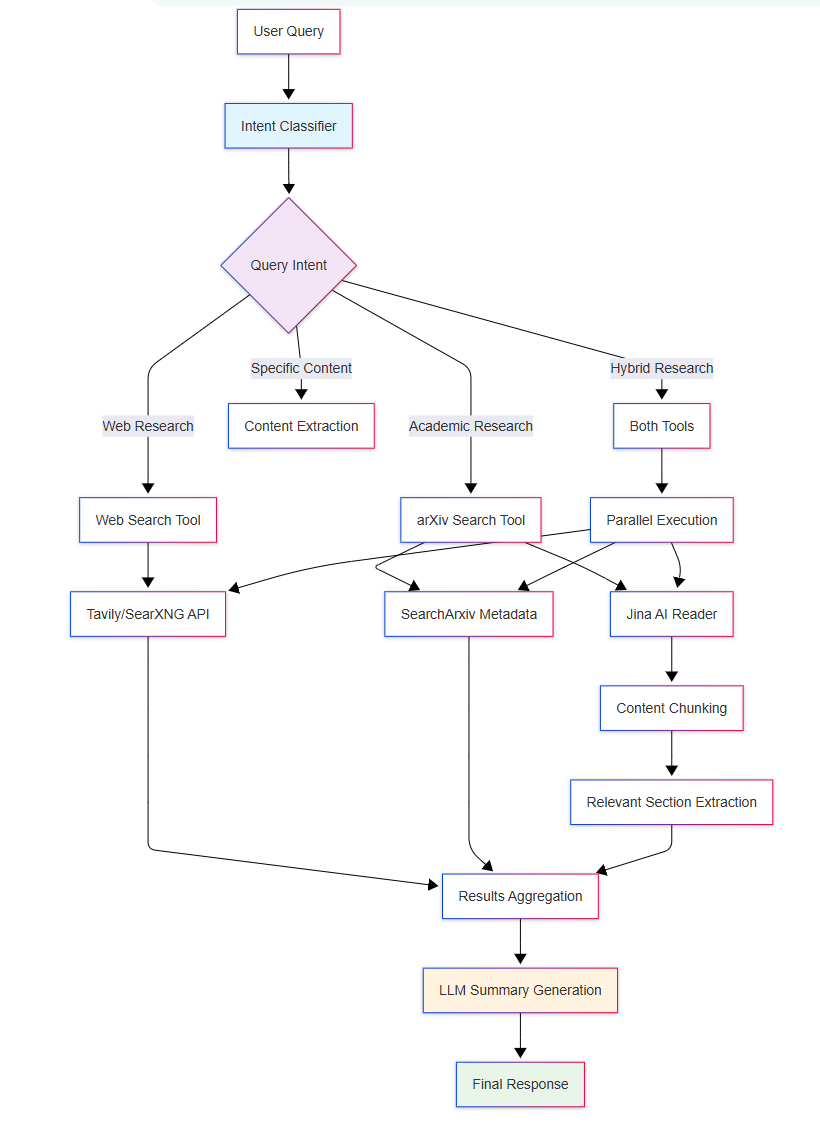 User Query
Intent Classifier
Query Intent
Specific Content
Hybrid Research
Web Research
Content Extraction
Academic Research
Both Tools
Web Search Tool
arXiv Search Tool
Parallel Execution
Tavily/SearXNG API
SearchArxiv Metadata
Jina AI Reader
Content Chunking
Relevant Section Extraction
Results Aggregation
LLM Summary Generation
Final Response